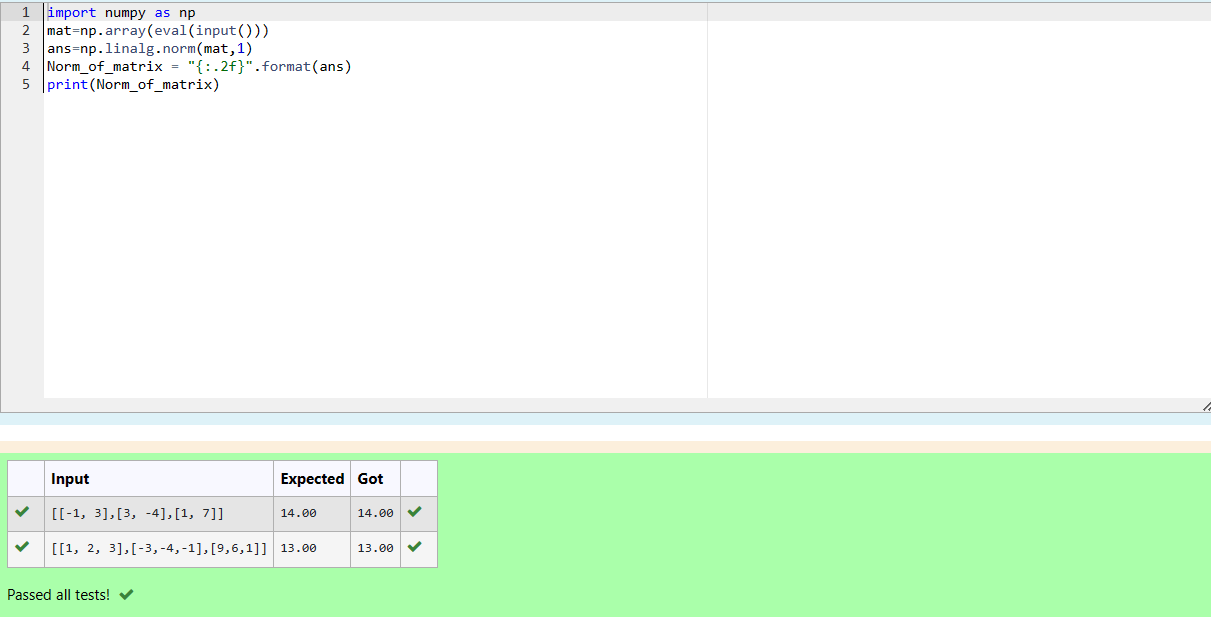 1 import numpy as np
2 mat=np.array(eval(input()))
3 ans=np.linalg.norm(mat,1)
4 Norm_of_matrix = "{:.2f}".format(ans)
5 print(Norm_of_matrix)
Input Expected Got
[[-1, 3],[3, -4],[1, 7]] 14.00 14.00
[[1, 2, 3],[-3,-4,-1],[9,6,1]] 13.00 13.00
Passed all tests!